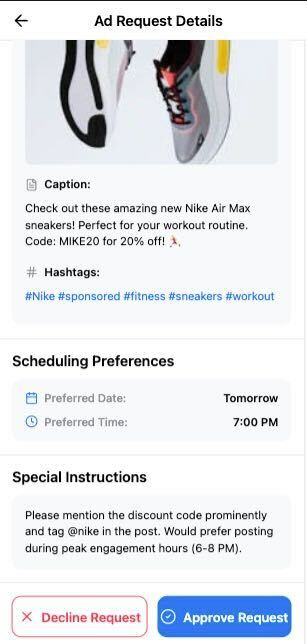 Ad Request Details
Caption:
Check out these amazing new Nike Air Max
sneakers! Perfect for your workout routine.
Code: MIKE20 for 20% off! 🏃
# Hashtags:
#Nike #sponsored #fitness #sneakers #workout
Scheduling Preferences
Preferred Date: Tomorrow
Preferred Time: 7:00 PM
Special Instructions
Please mention the discount code prominently
and tag @nike in the post. Would prefer posting
during peak engagement hours (6-8 PM).
Decline Request
Approve Request